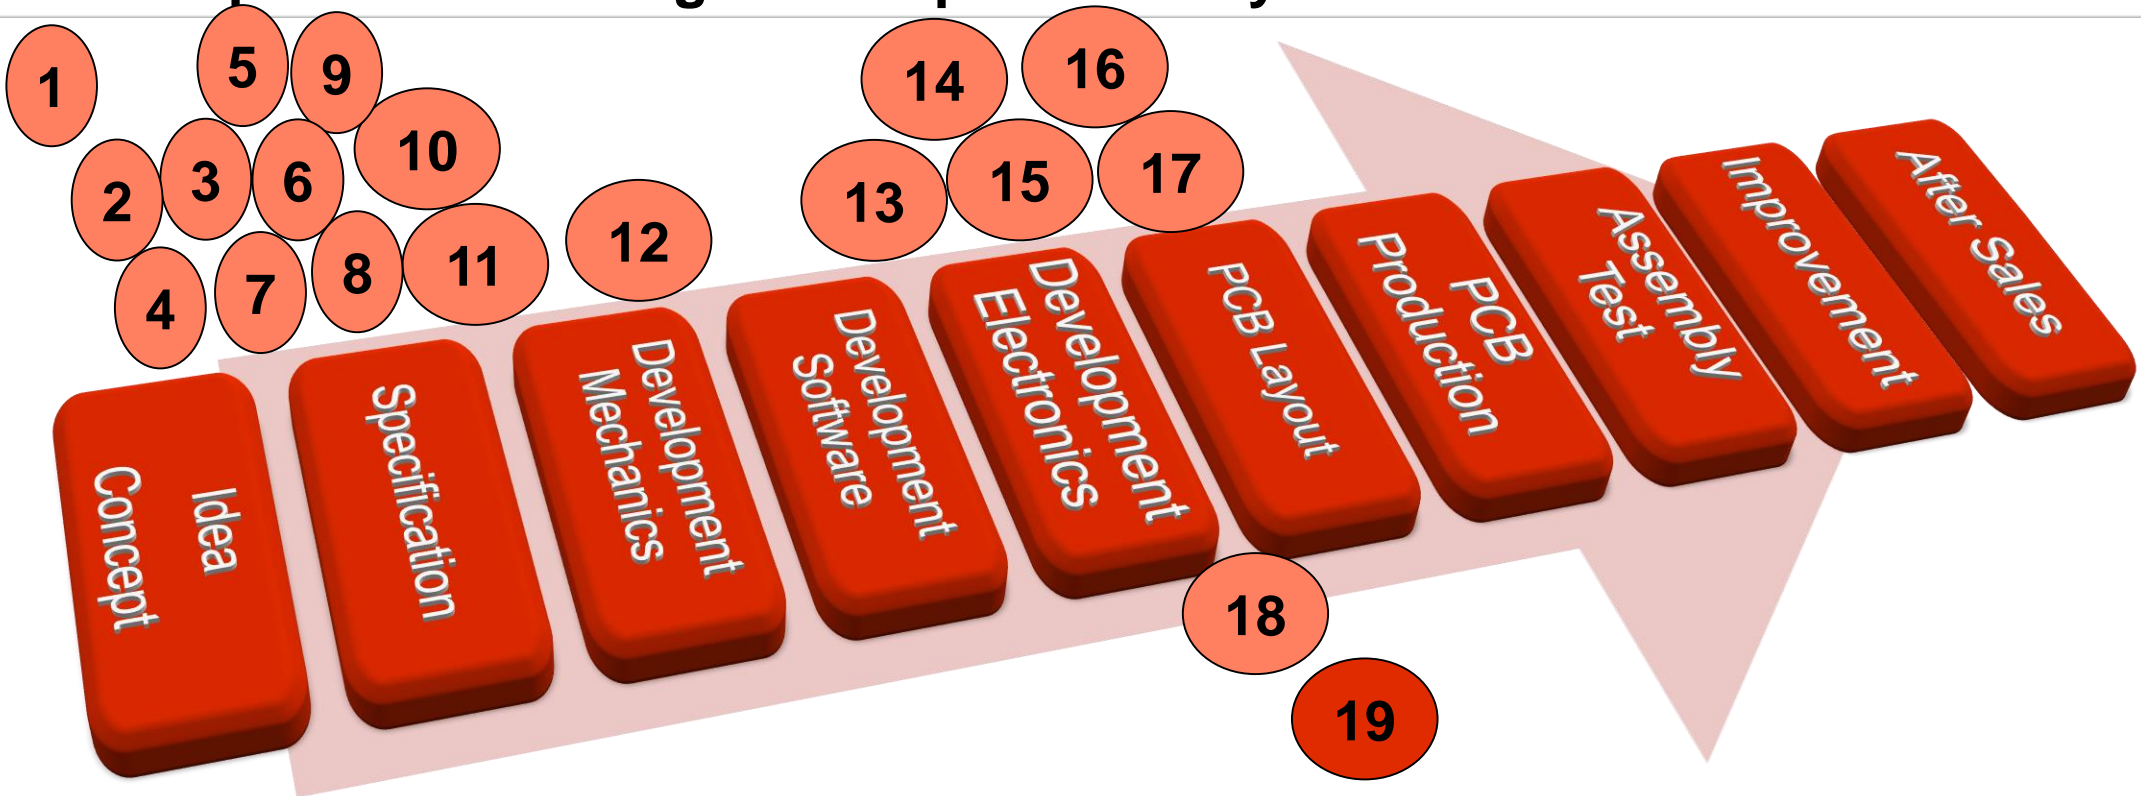 1
2
3
4
5
6
7
8
9
10
11
12
13
14
15
16
17
18
19
Idea
Concept
Specification
Development
Mechanics
Development
Software
Development
Electronics
PCB Layout
PCB
Production
Assembly
Test
Improvement
After Sales